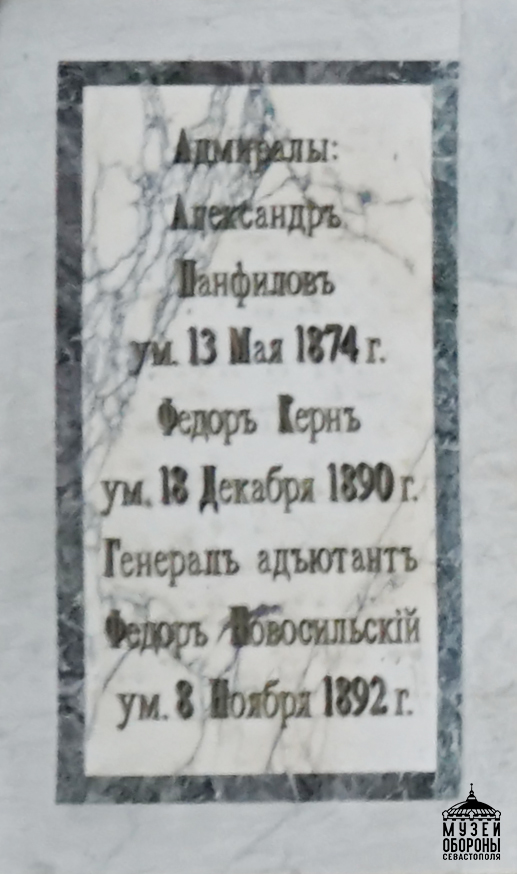 Адмиралы:
Александръ
Панфиловъ
ум. 13 Мая 1874 г.
Федоръ Кернъ
ум. 18 Декабря 1890 г.
Генералъ адъютантъ
Федоръ Новосильскій
ум. 8 Ноября 1892 г.
МУЗЕЙ
ОБОРОНЫ
СЕВАСТОПОЛЯ